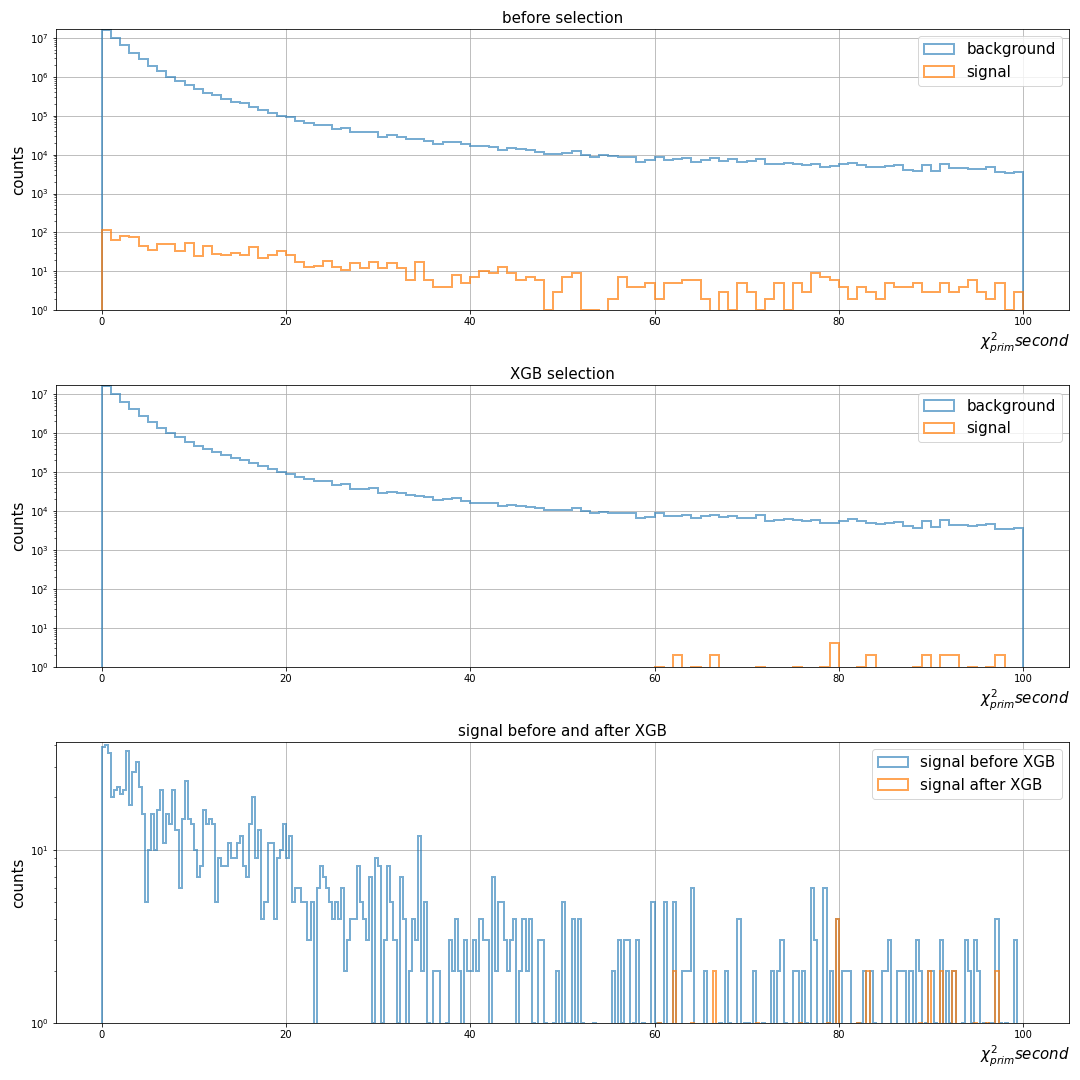 before selection
background
signal
counts
10⁷
10⁶
10⁵
10⁴
10³
10²
10¹
10⁰
0 20 40 60 80 100
χ²_prim second
XGB selection
background
signal
counts
10⁷
10⁶
10⁵
10⁴
10³
10²
10¹
10⁰
0 20 40 60 80 100
χ²_prim second
signal before and after XGB
signal before XGB
signal after XGB
counts
10¹
10⁰
0 20 40 60 80 100
χ²_prim second